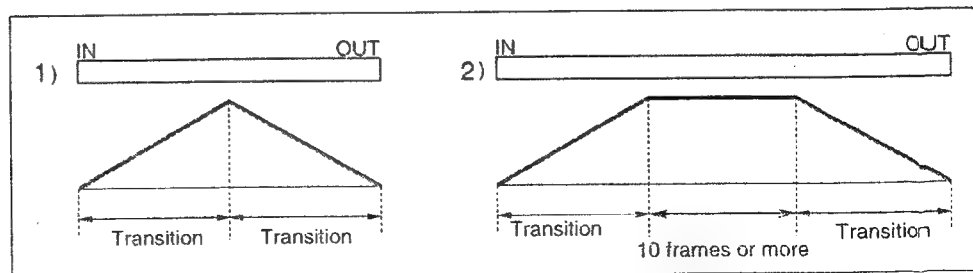 IN OUT
1)
Transition Transition
IN OUT
2)
Transition 10 frames or more Transition